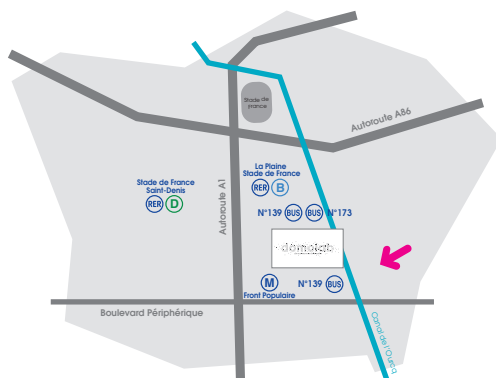 Stade de
France
Autoroute A86
La Plaine
Stade de France
RER B
Stade de France
Saint-Denis
RER D
Autoroute A1
N°139 BUS BUS N°173
domolab
M
Front Populaire
N°139 BUS
Boulevard Périphérique
Canal de l'Ourcq